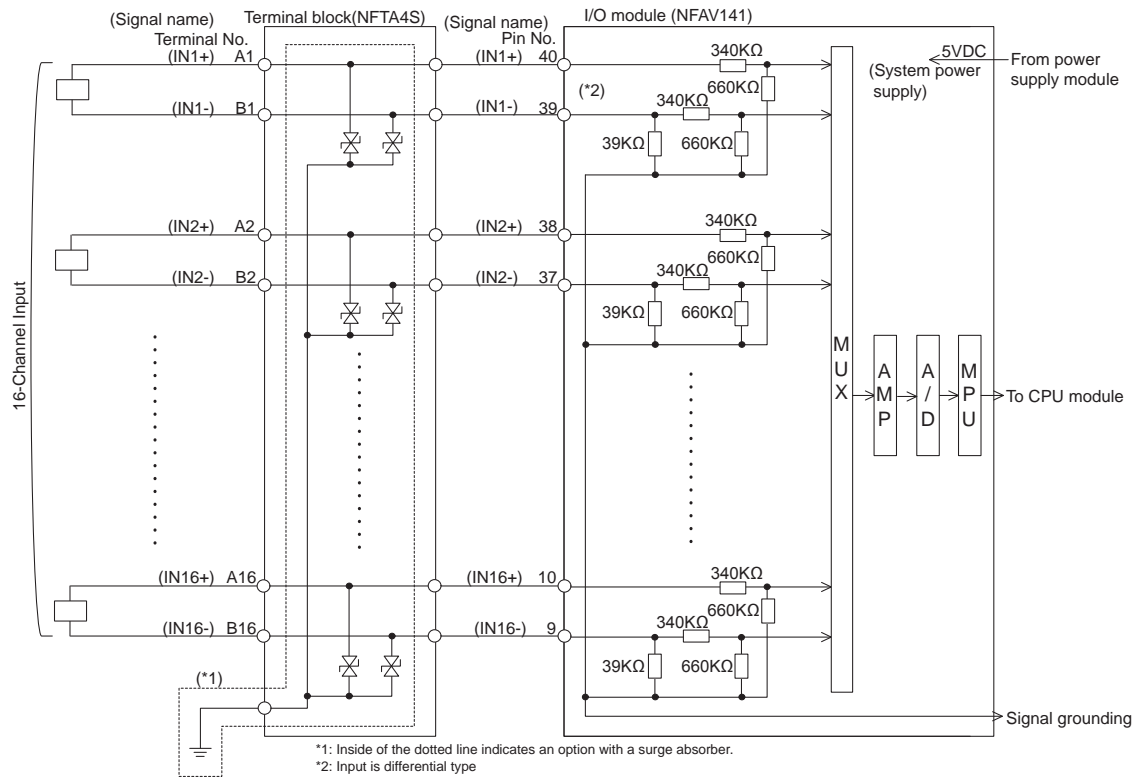 (Signal name)
Terminal No.
Terminal block(NFTA4S)
(Signal name)
Pin No.
I/O module (NFAV141)
(IN1+) A1
(IN1+) 40
340KΩ
5VDC
From power
supply module
(System power
supply)
660KΩ
(*2)
340KΩ
(IN1-) B1
(IN1-) 39
39KΩ
660KΩ
(IN2+) A2
(IN2+) 38
340KΩ
660KΩ
340KΩ
(IN2-) B2
(IN2-) 37
39KΩ
660KΩ
16-Channel Input
MUX
AMP
A/D
MPU
To CPU module
(IN16+) A16
(IN16+) 10
340KΩ
660KΩ
340KΩ
(IN16-) B16
(IN16-) 9
39KΩ
660KΩ
(*1)
Signal grounding
*1: Inside of the dotted line indicates an option with a surge absorber.
*2: Input is differential type